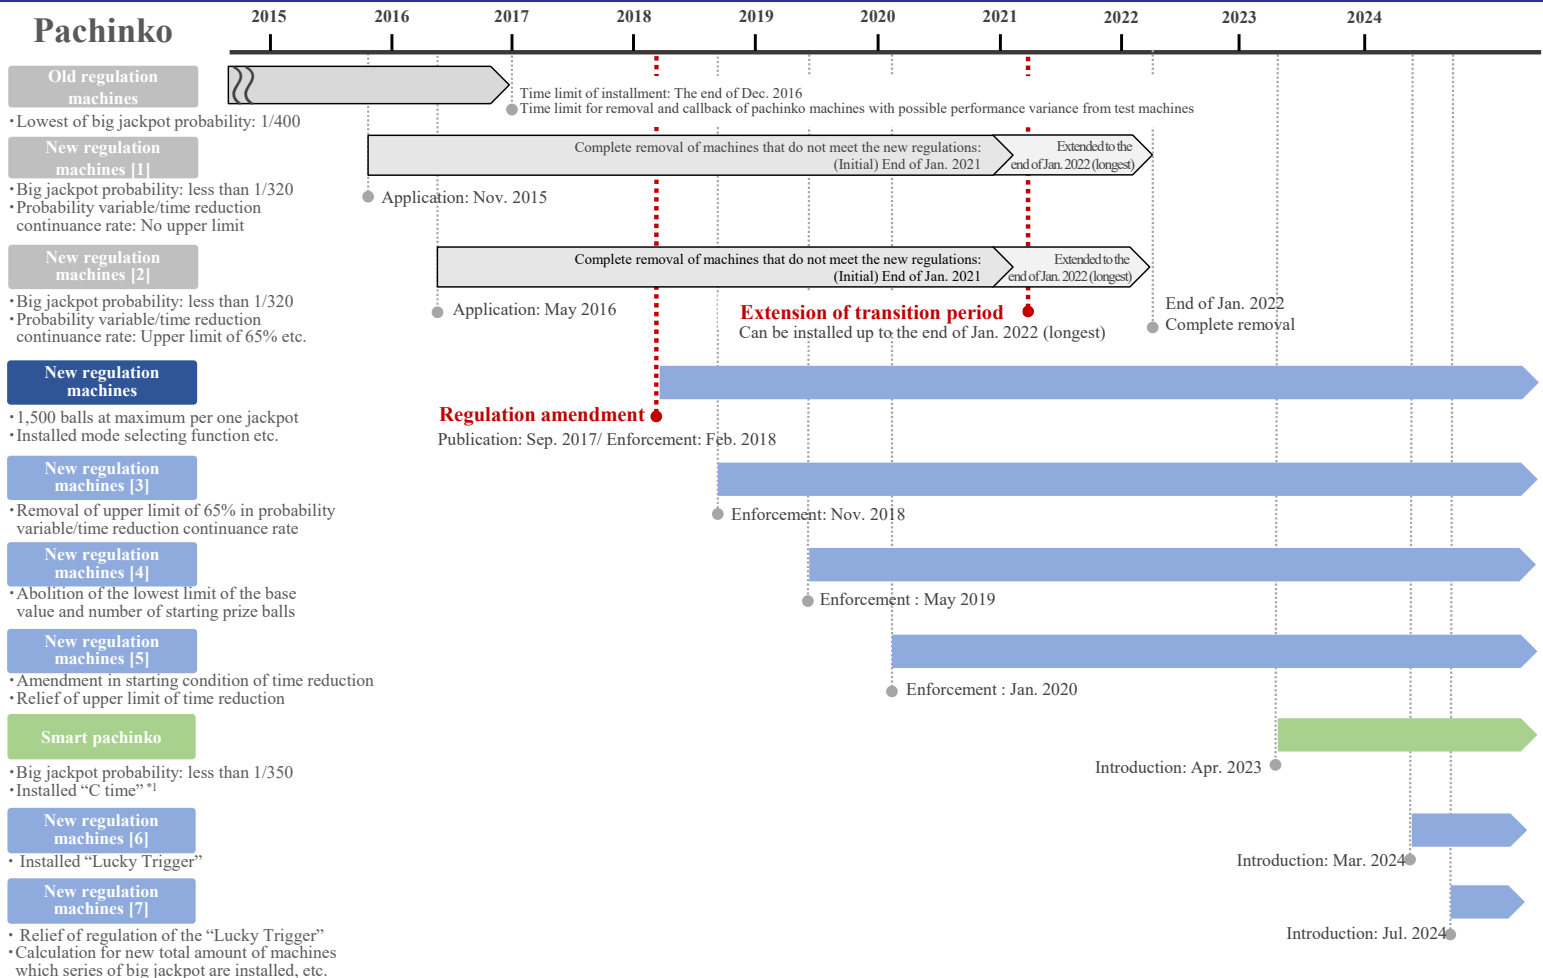 Pachinko
2015 2016 2017 2018 2019 2020 2021 2022 2023 2024
Old regulation
machines
・Lowest of big jackpot probability: 1/400
Time limit of installment: The end of Dec. 2016
Time limit for removal and callback of pachinko machines with possible performance variance from test machines
New regulation
machines [1]
・Big jackpot probability: less than 1/320
・Probability variable/time reduction
continuance rate: No upper limit
Complete removal of machines that do not meet the new regulations:
(Initial) End of Jan. 2021
Extended to the
end of Jan. 2022 (longest)
Application: Nov. 2015
New regulation
machines [2]
・Big jackpot probability: less than 1/320
・Probability variable/time reduction
continuance rate: Upper limit of 65% etc.
Complete removal of machines that do not meet the new regulations:
(Initial) End of Jan. 2021
Extended to the
end of Jan. 2022 (longest)
Application: May 2016
Extension of transition period
Can be installed up to the end of Jan. 2022 (longest)
End of Jan. 2022
Complete removal
New regulation
machines
・1,500 balls at maximum per one jackpot
・Installed mode selecting function etc.
Regulation amendment
Publication: Sep. 2017/ Enforcement: Feb. 2018
New regulation
machines [3]
・Removal of upper limit of 65% in probability
variable/time reduction continuance rate
Enforcement: Nov. 2018
New regulation
machines [4]
・Abolition of the lowest limit of the base
value and number of starting prize balls
Enforcement : May 2019
New regulation
machines [5]
・Amendment in starting condition of time reduction
・Relief of upper limit of time reduction
Enforcement : Jan. 2020
Smart pachinko
・Big jackpot probability: less than 1/350
・Installed “C time” *1
Introduction: Apr. 2023
New regulation
machines [6]
・ Installed “Lucky Trigger”
Introduction: Mar. 2024
New regulation
machines [7]
・ Relief of regulation of the “Lucky Trigger”
・Calculation for new total amount of machines
which series of big jackpot are installed, etc.
Introduction: Jul. 2024